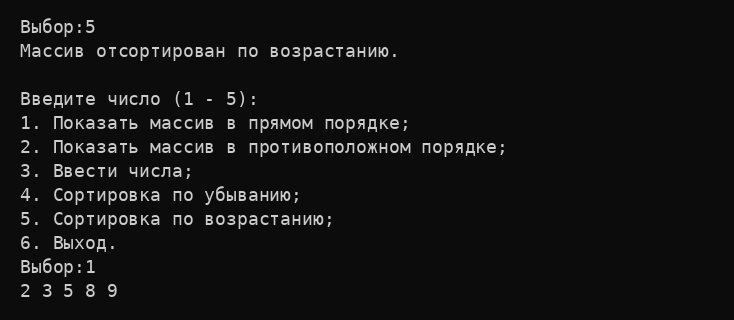 Выбор:5
Массив отсортирован по возрастанию.
Введите число (1 - 5):
1. Показать массив в прямом порядке;
2. Показать массив в противоположном порядке;
3. Ввести числа;
4. Сортировка по убыванию;
5. Сортировка по возрастанию;
6. Выход.
Выбор:1
2 3 5 8 9